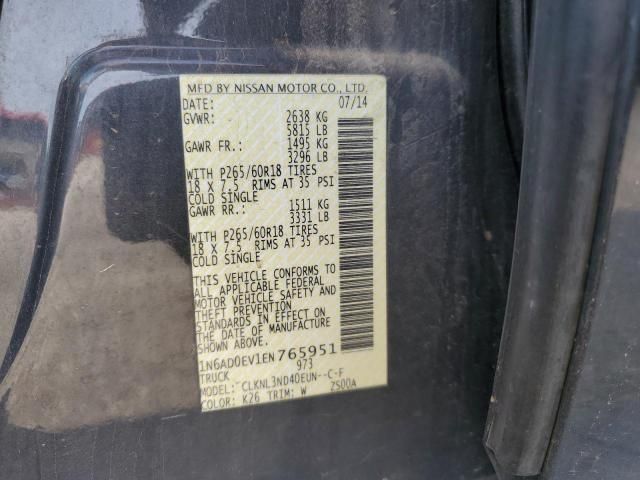 MFD BY NISSAN MOTOR CO., LTD.
DATE: 07/14
GVWR: 2638 KG
5815 LB
GAWR FR.: 1495 KG
3296 LB
WITH P265/60R18 TIRES
18 X 7.5 RIMS AT 35 PSI
COLD SINGLE
GAWR RR.: 1511 KG
3331 LB
WITH P265/60R18 TIRES
18 X 7.5 RIMS AT 35 PSI
COLD SINGLE
THIS VEHICLE CONFORMS TO
ALL APPLICABLE FEDERAL
MOTOR VEHICLE SAFETY AND
THEFT PREVENTION
STANDARDS IN EFFECT ON
THE DATE OF MANUFACTURE
1N6AD0EV1EN765951
TRUCK 973
MODEL: CLKNL3ND40EUN--C-F
COLOR: K26 TRIM: W ZS00A